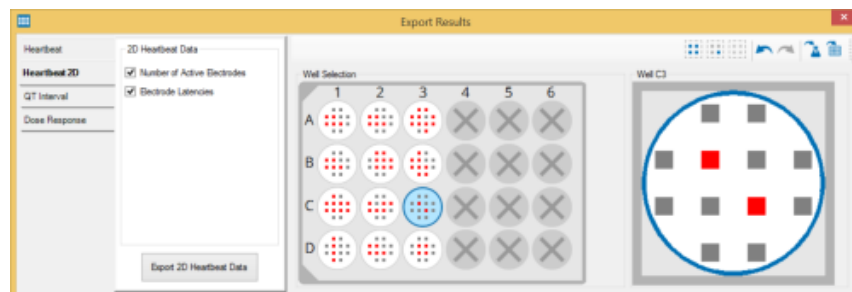 Export Results
Heartbeat
Heartbeat 2D
QT Interval
Dose Response
2D Heartbeat Data
Number of Active Electrodes
Electrode Latencies
Export 2D Heartbeat Data
Well Selection
1 2 3 4 5 6
A
B
C
D
Well C3